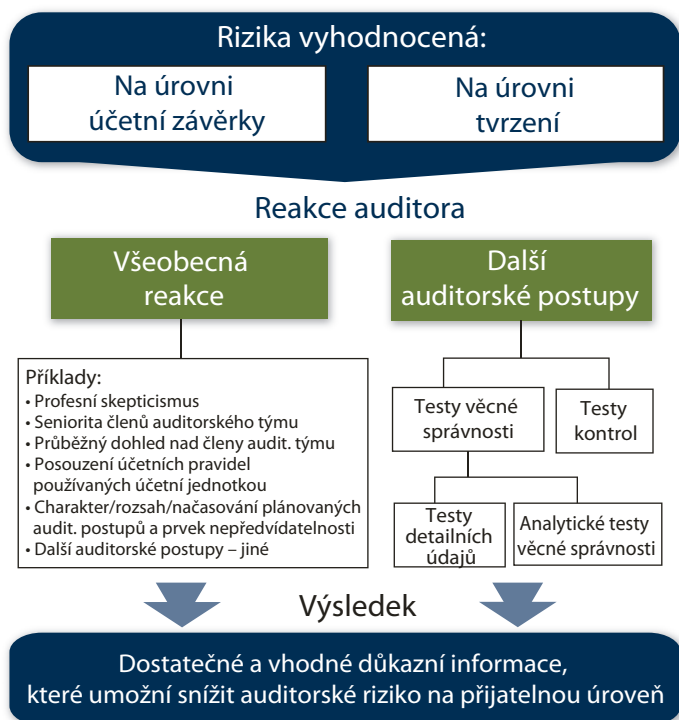 Rizika vyhodnocená:
Na úrovni
účetní závěrky
Na úrovni
tvrzení
Reakce auditora
Všeobecná
reakce
Další
auditorské postupy
Příklady:
• Profesní skepticismus
• Seniorita členů auditorského týmu
• Průběžný dohled nad členy audit. týmu
• Posouzení účetních pravidel
používaných účetní jednotkou
• Charakter/rozsah/načasování plánovaných
audit. postupů a prvek nepředvídatelnosti
• Další auditorské postupy – jiné
Testy věcné
správnosti
Testy
kontrol
Testy
detailních
údajů
Analytické testy
věcné správnosti
Výsledek
Dostatečné a vhodné důkazní informace,
které umožní snížit auditorské riziko na přijatelnou úroveň